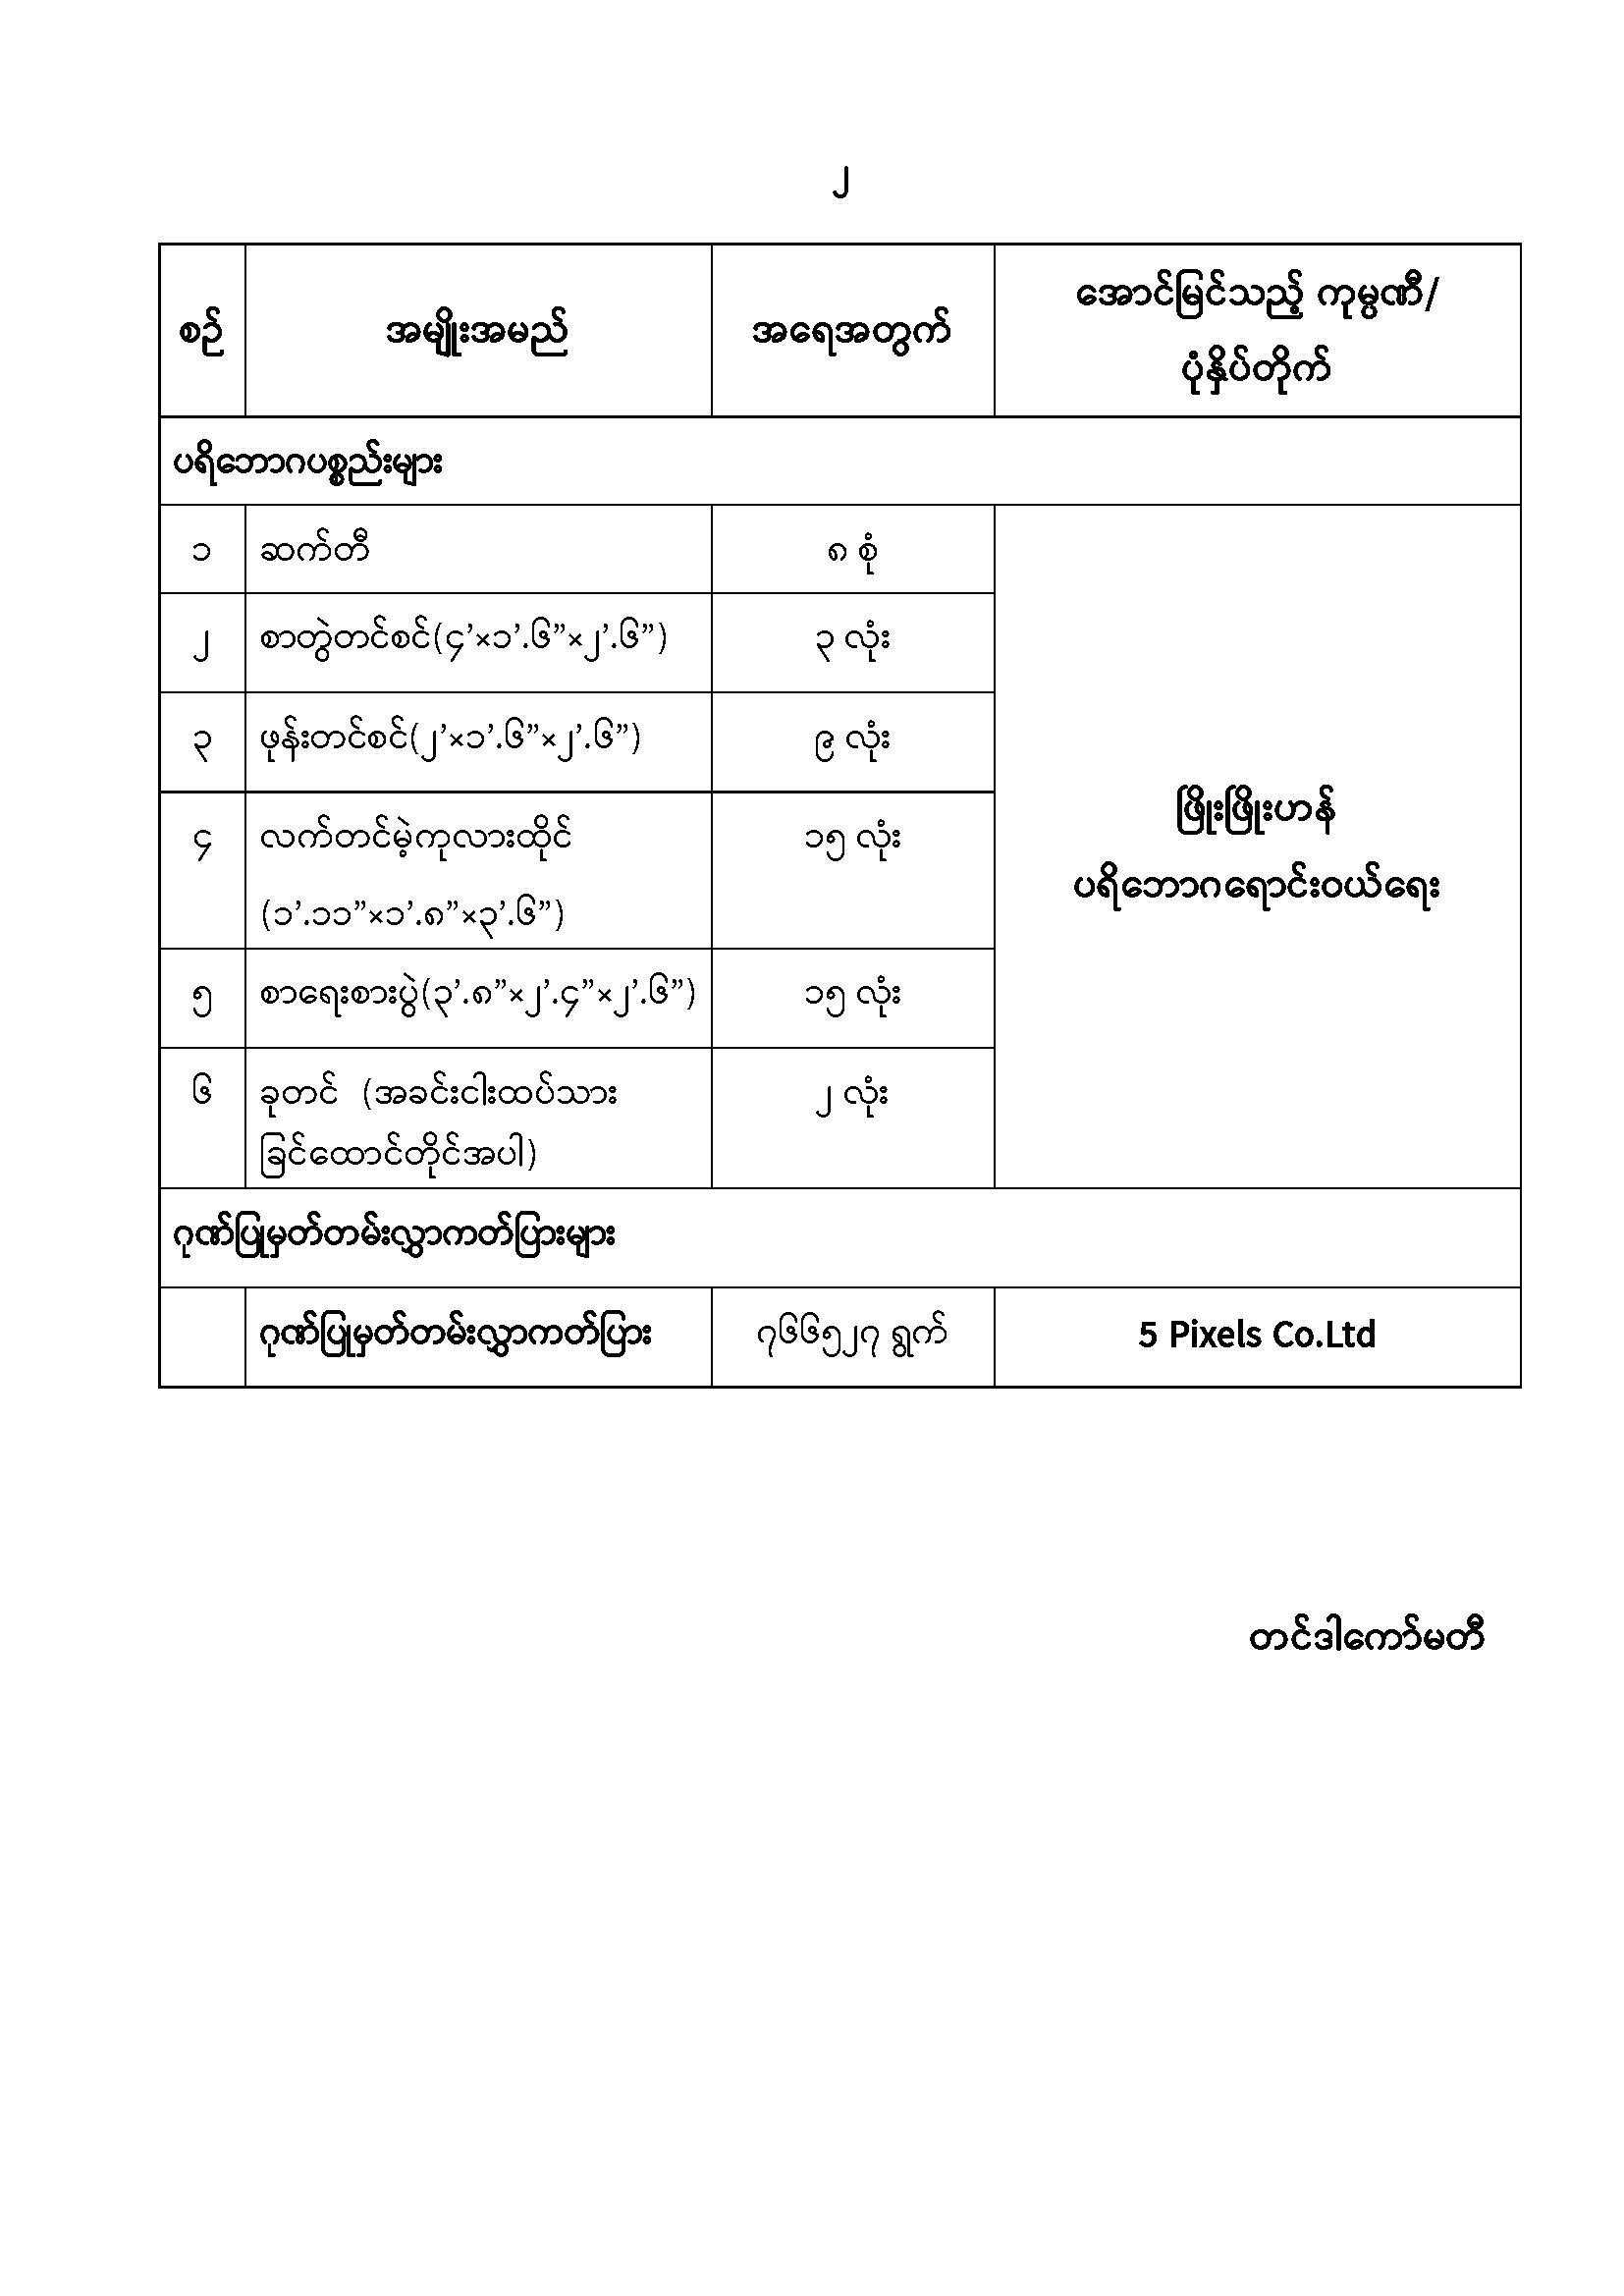 ၂
စဉ်
အမျိုးအမည်
အရေအတွက်
အောင်မြင်သည့် ကုမ္ပဏီ/
ပုံနှိပ်တိုက်
ပရိဘောဂပစ္စည်းများ
၁ ဆက်တီ ၈ စုံ
၂ စာတွဲတင်စင်(၄’×၁’.၆”×၂’.၆”) ၃ လုံး
၃ ဖုန်းတင်စင်(၂’×၁’.၆”×၂’.၆”) ၉ လုံး
၄ လက်တင်မဲ့ကုလားထိုင် ၁၅ လုံး
(၁’.၁၁”×၁’.၈”×၃’.၆”)
၅ စာရေးစားပွဲ(၃’.၈”×၂’.၄”×၂’.၆”) ၁၅ လုံး
၆ ခုတင် (အခင်းငါးထပ်သား ၂ လုံး
ခြင်ထောင်တိုင်အပါ)
ဖြိုးဖြိုးဟန်
ပရိဘောဂရောင်းဝယ်ရေး
ဂုဏ်ပြုမှတ်တမ်းလွှာကတ်ပြားများ
ဂုဏ်ပြုမှတ်တမ်းလွှာကတ်ပြား ၇၆၆၅၂၇ ရွက် 5 Pixels Co.Ltd
တင်ဒါကော်မတီ